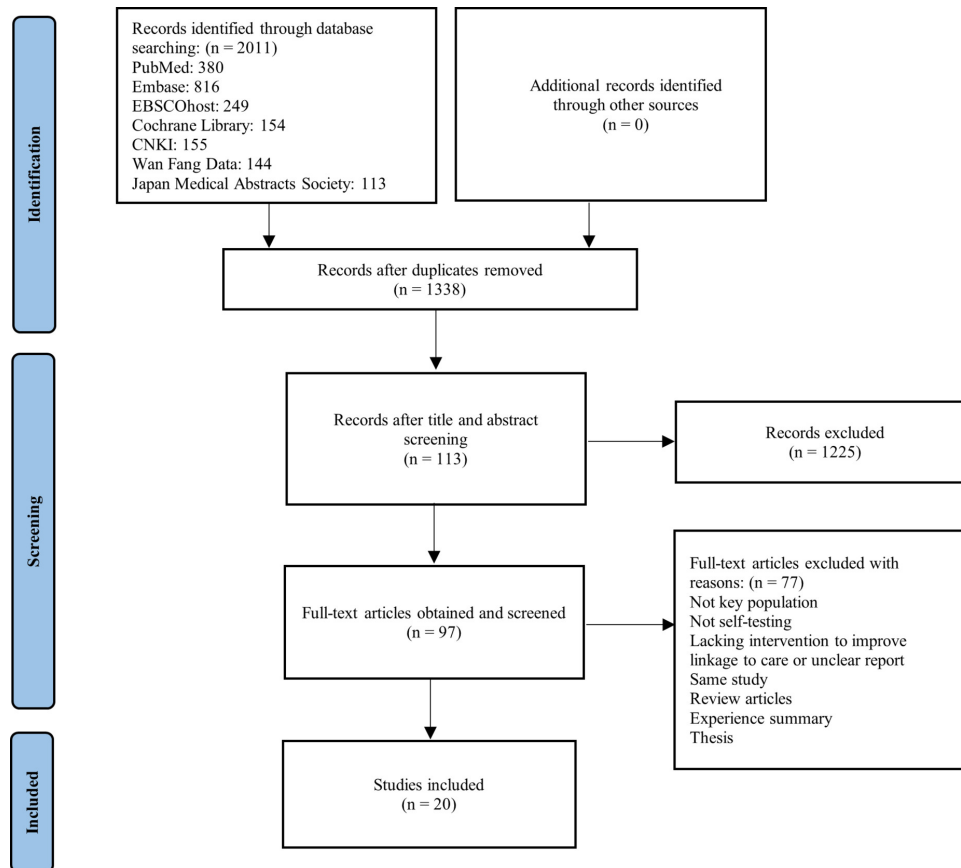 Identification
Records identified through database
searching: (n = 2011)
PubMed: 380
Embase: 816
EBSCOhost: 249
Cochrane Library: 154
CNKI: 155
Wan Fang Data: 144
Japan Medical Abstracts Society: 113
Additional records identified
through other sources
(n = 0)
Records after duplicates removed
(n = 1338)
Screening
Records after title and abstract
screening
(n = 113)
Records excluded
(n = 1225)
Full-text articles obtained and screened
(n = 97)
Full-text articles excluded with
reasons: (n = 77)
Not key population
Not self-testing
Lacking intervention to improve
linkage to care or unclear report
Same study
Review articles
Experience summary
Thesis
Included
Studies included
(n = 20)